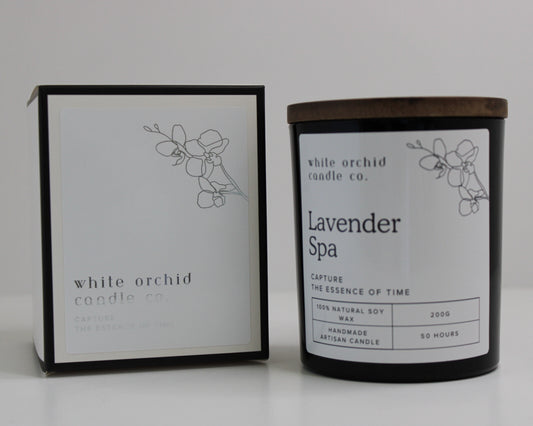 white orchid
candle co.
CAPTURE
THE ESSENCE OF TIME
white orchid
candle co.
Lavender
Spa
CAPTURE
THE ESSENCE OF TIME
100% NATURAL SOY
WAX
200G
HANDMADE
ARTISAN CANDLE
50 HOURS